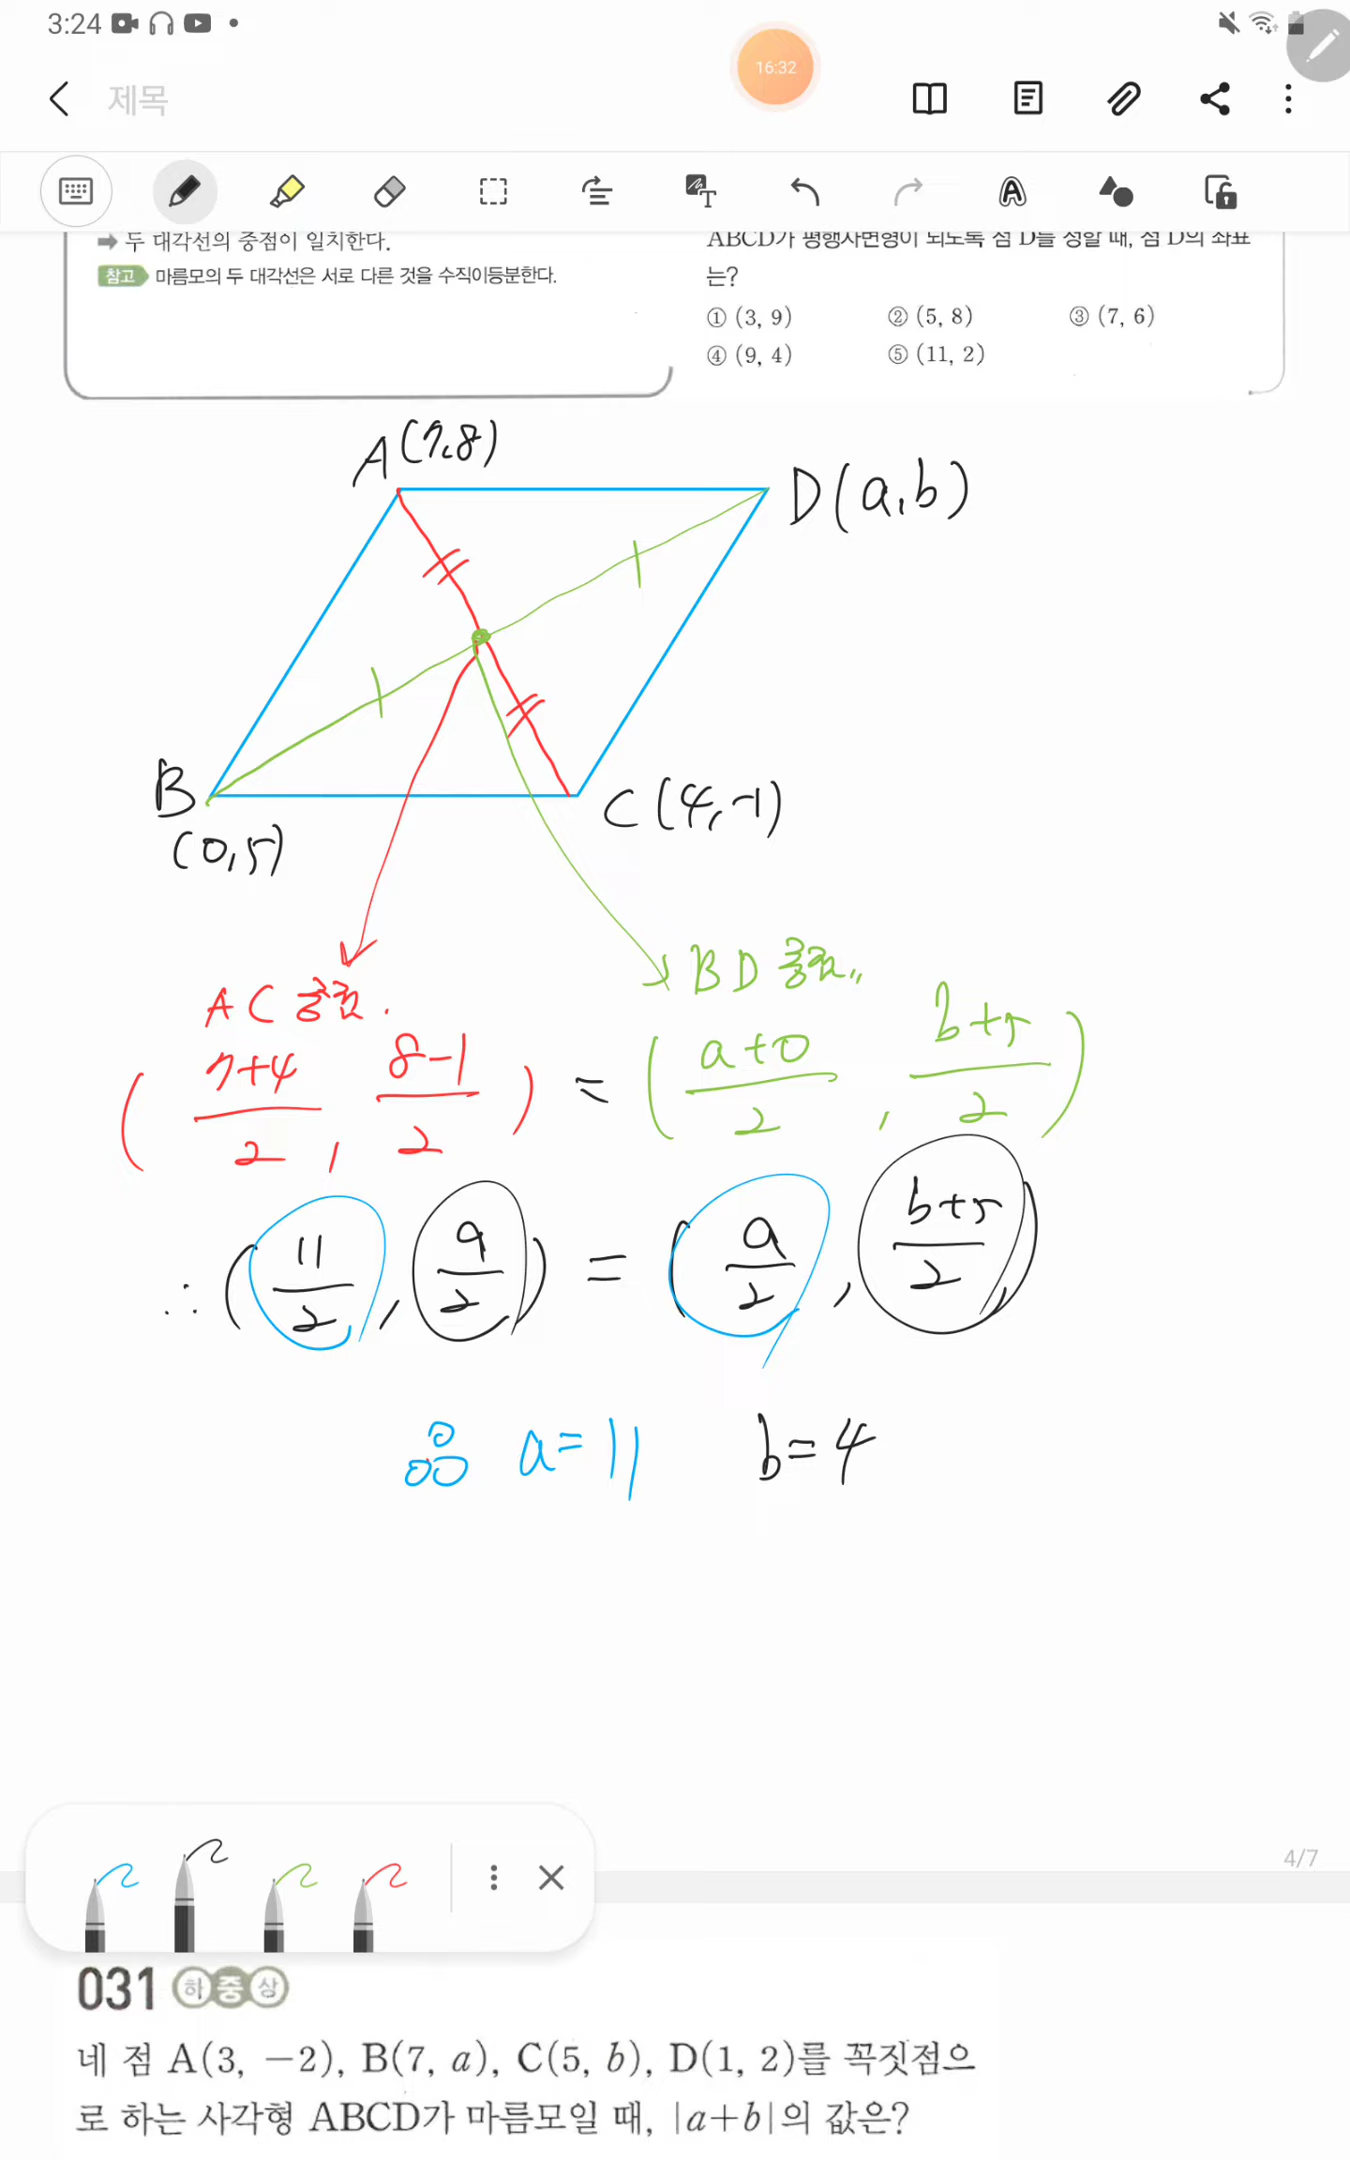 3:24
16:32
제목
➡ 두 대각선의 중점이 일치한다.
참고 마름모의 두 대각선은 서로 다른 것을 수직이등분한다.
ABCD가 평행사변형이 되도록 점 D를 정할 때, 점 D의 좌표
는?
① (3, 9) ② (5, 8) ③ (7, 6)
④ (9, 4) ⑤ (11, 2)
A(7,8)
D(a,b)
B
(0,5)
C(4,-1)
AC 중점.
BD 중점,,
(7+4/2, 8-1/2) = (a+0/2, b+5/2)
∴ (11/2, 9/2) = (a/2, b+5/2)
a=11 b=4
4/7
031 하 중 상
네 점 A(3, −2), B(7, a), C(5, b), D(1, 2)를 꼭짓점으
로 하는 사각형 ABCD가 마름모일 때, |a+b|의 값은?